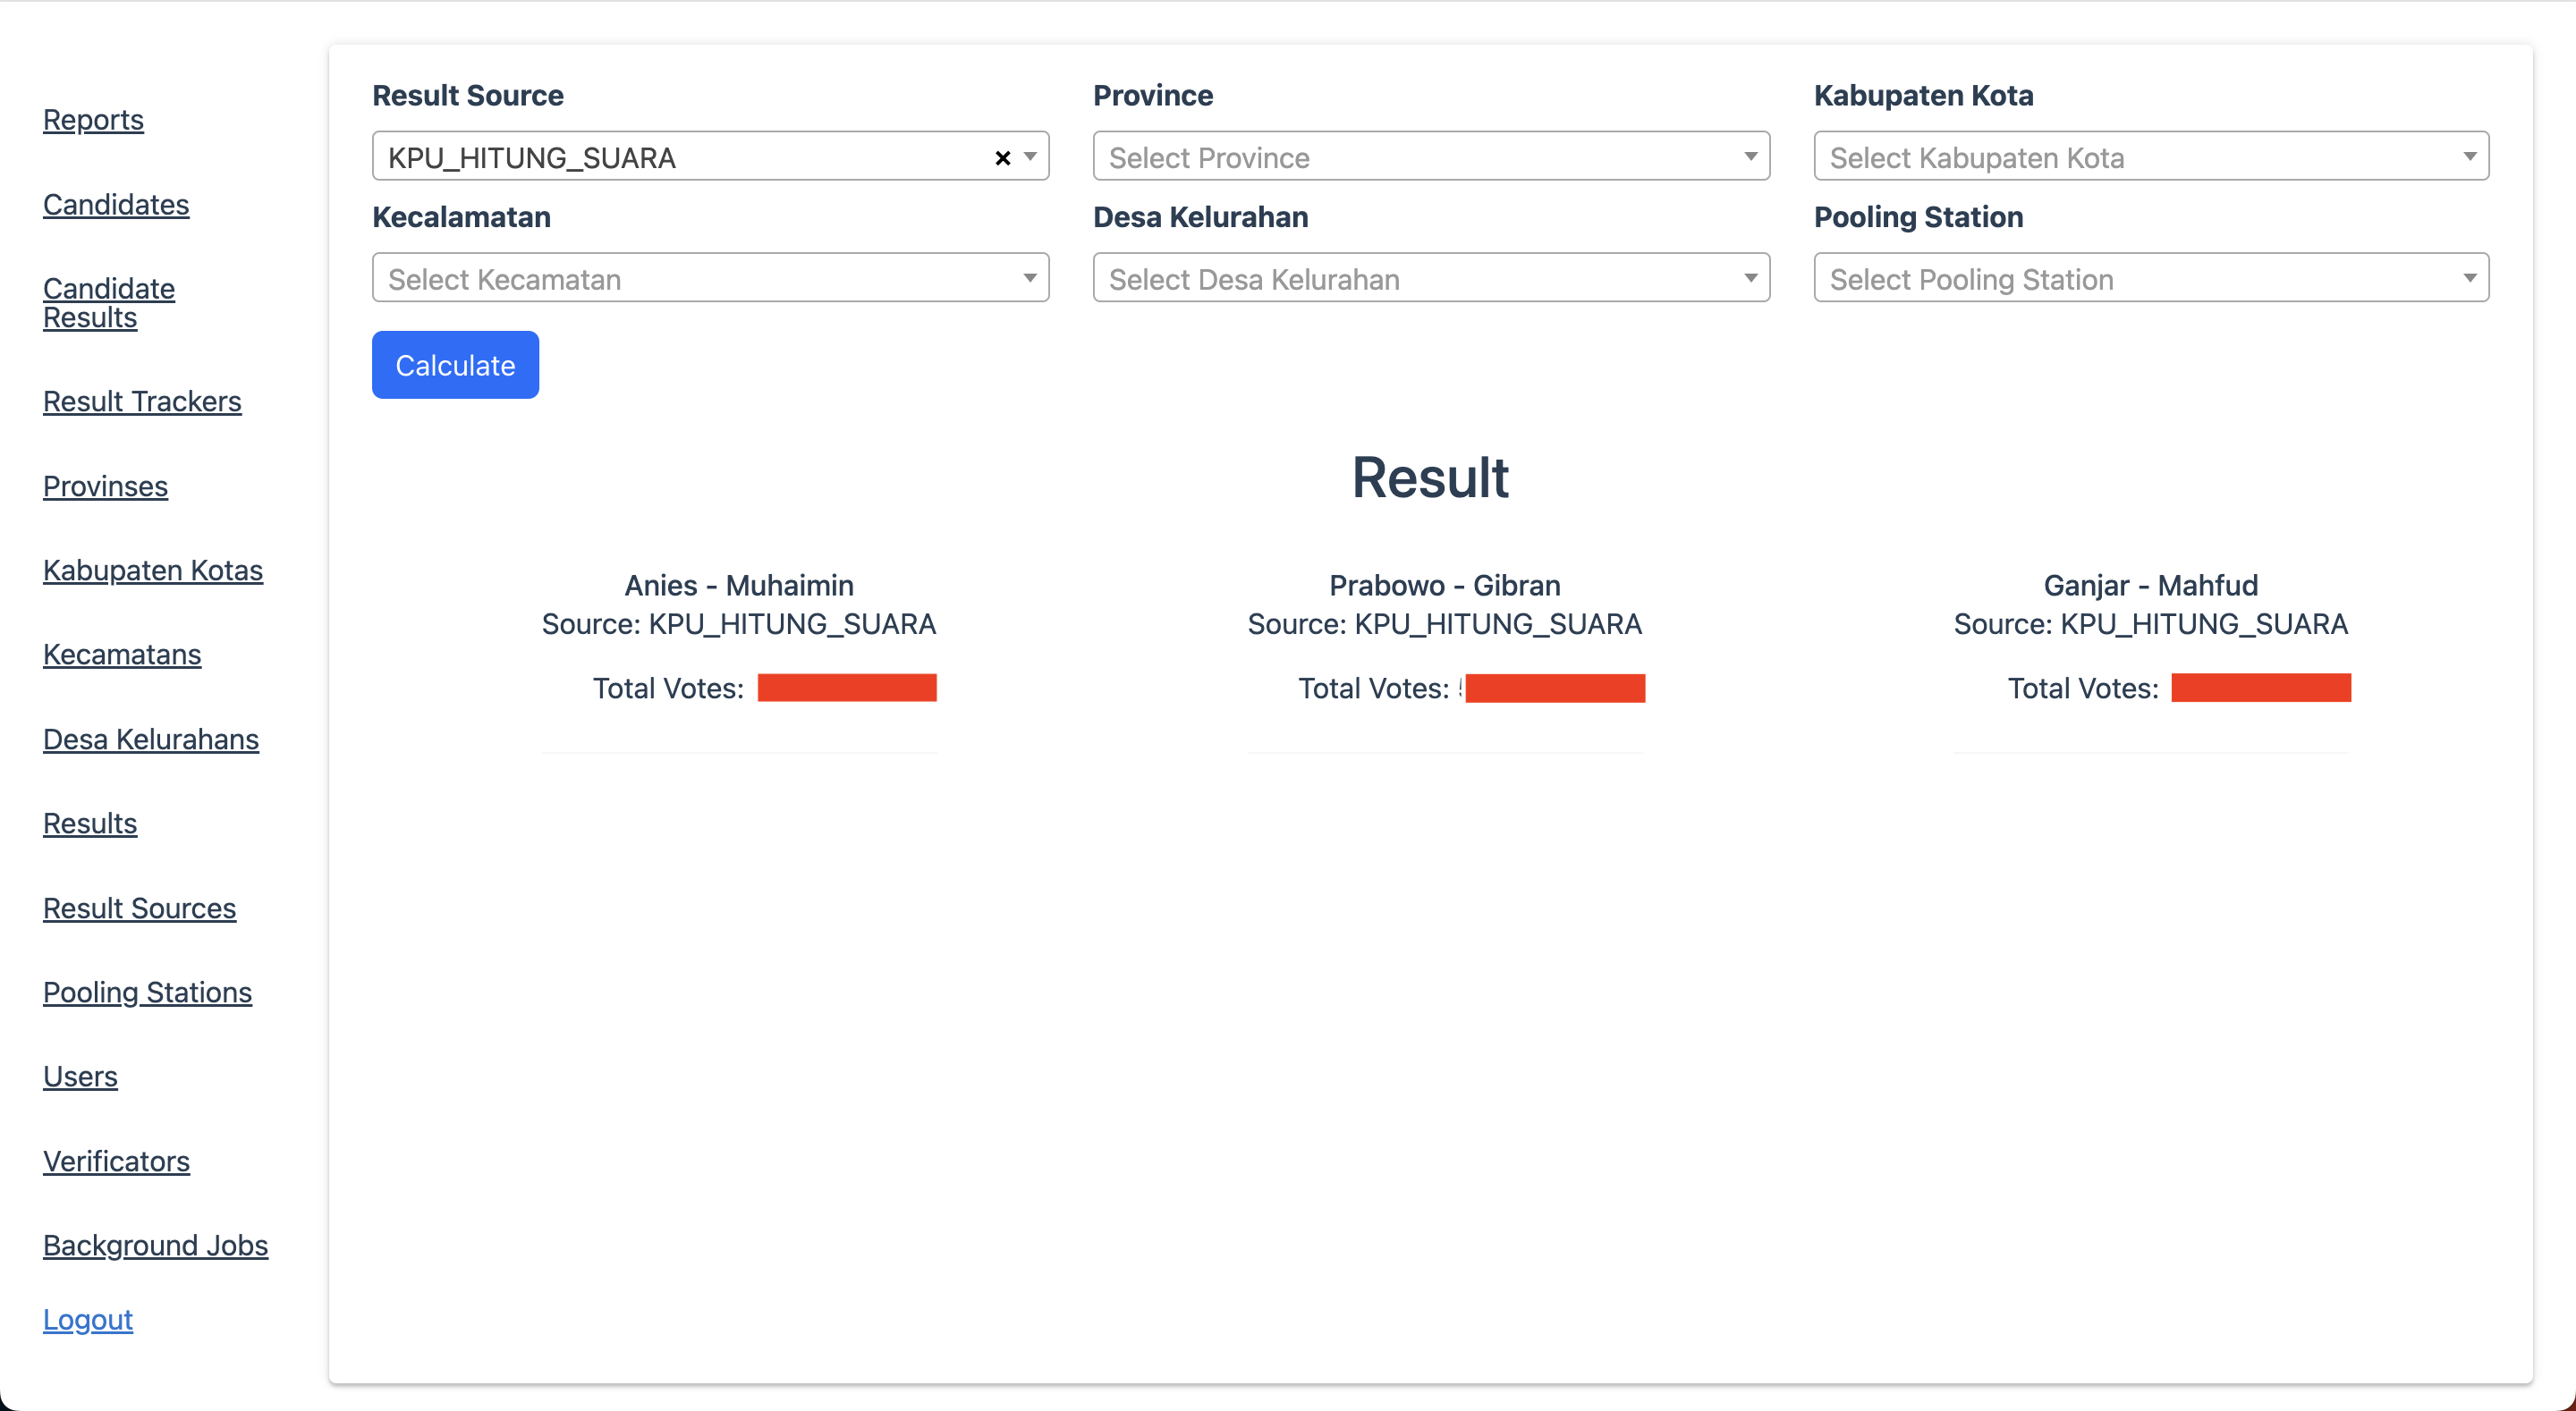 Reports
Candidates
Candidate
Results
Result Trackers
Provinses
Kabupaten Kotas
Kecamatans
Desa Kelurahans
Results
Result Sources
Pooling Stations
Users
Verificators
Background Jobs
Logout
Result Source
Province
Kabupaten Kota
KPU_HITUNG_SUARA
Select Province
Select Kabupaten Kota
Kecalamatan
Desa Kelurahan
Pooling Station
Select Kecamatan
Select Desa Kelurahan
Select Pooling Station
Calculate
Result
Anies - Muhaimin
Source: KPU_HITUNG_SUARA
Total Votes:
Prabowo - Gibran
Source: KPU_HITUNG_SUARA
Total Votes:
Ganjar - Mahfud
Source: KPU_HITUNG_SUARA
Total Votes: